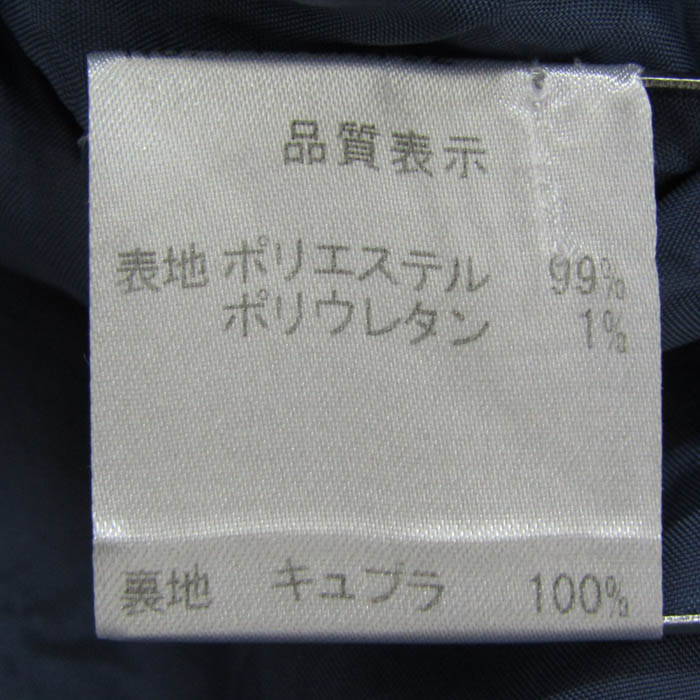 品質表示
表地 ポリエステル 99%
ポリウレタン 1%
裏地 キュプラ 100%